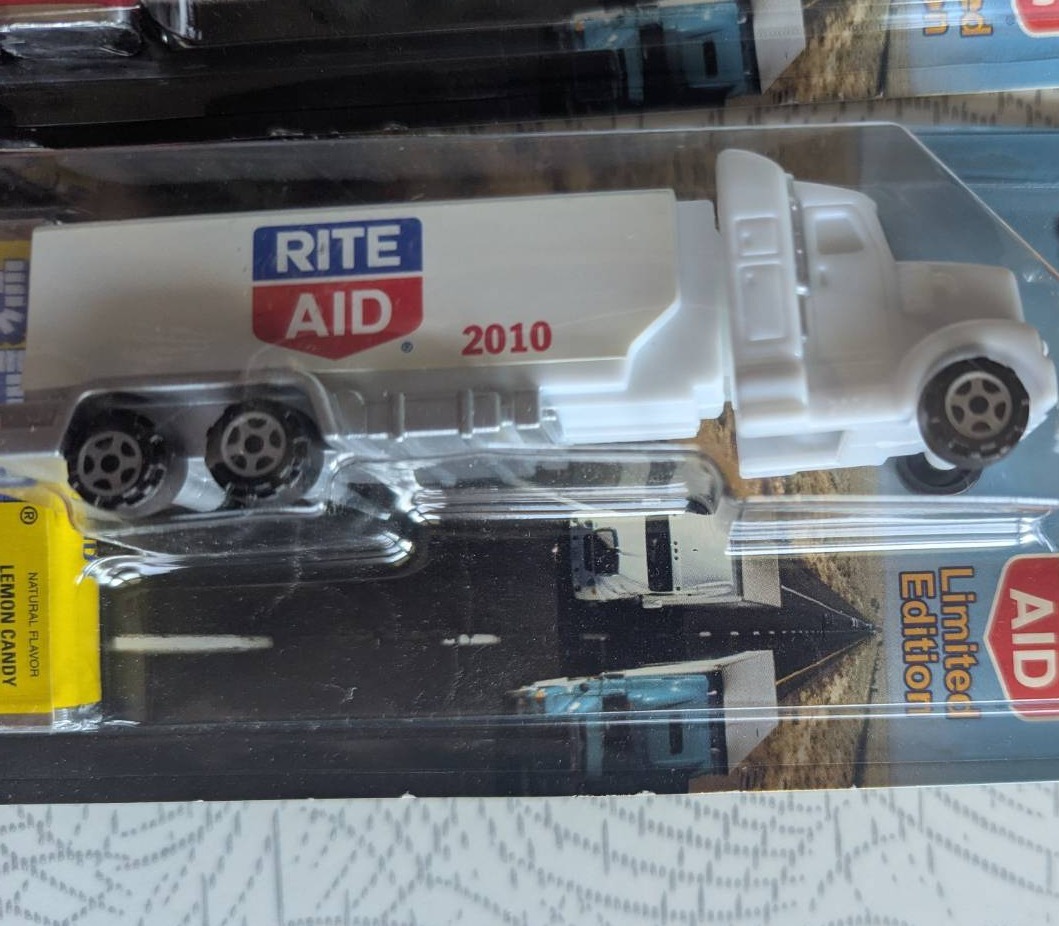 RITE
AID
®
2010
®
NATURAL FLAVOR
LEMON CANDY
Limited
Edition
AID